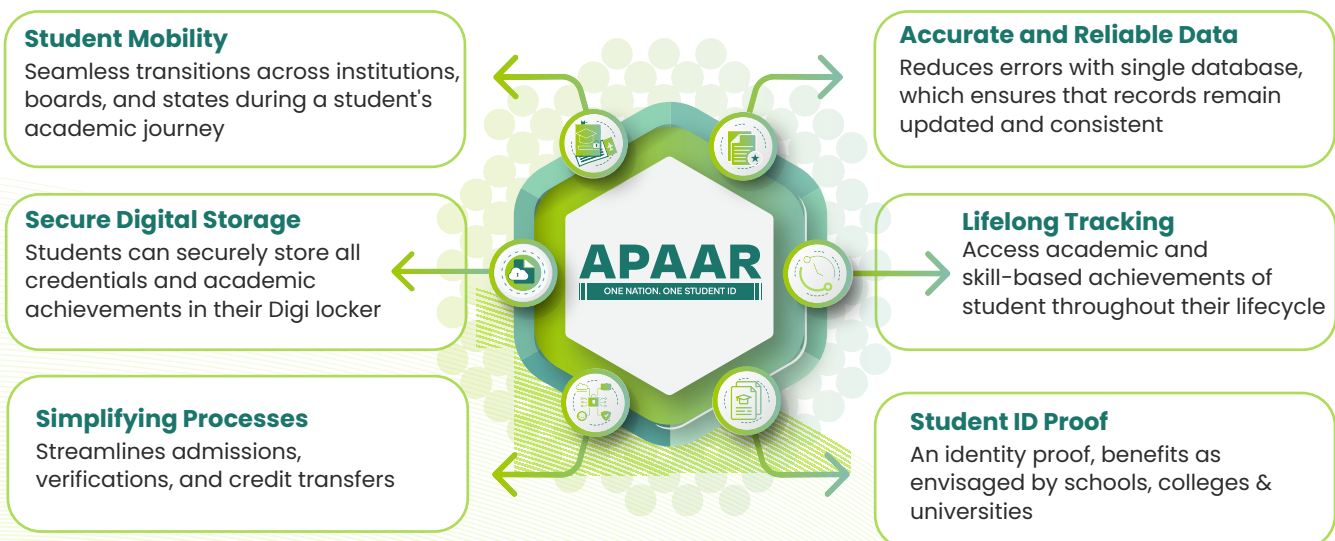 Student Mobility
Seamless transitions across institutions,
boards, and states during a student's
academic journey
Secure Digital Storage
Students can securely store all
credentials and academic
achievements in their Digi locker
Simplifying Processes
Streamlines admissions,
verifications, and credit transfers
APAAR
ONE NATION. ONE STUDENT ID
Accurate and Reliable Data
Reduces errors with single database,
which ensures that records remain
updated and consistent
Lifelong Tracking
Access academic and
skill-based achievements of
student throughout their lifecycle
Student ID Proof
An identity proof, benefits as
envisaged by schools, colleges &
universities